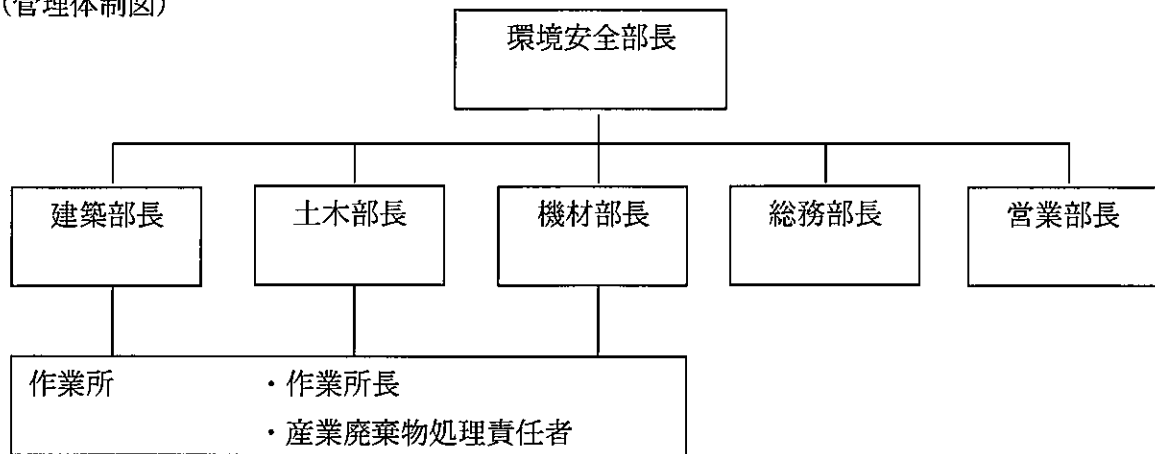 (管理体制図)
環境安全部長
建築部長
土木部長
機材部長
総務部長
営業部長
作業所 ・作業所長
・産業廃棄物処理責任者